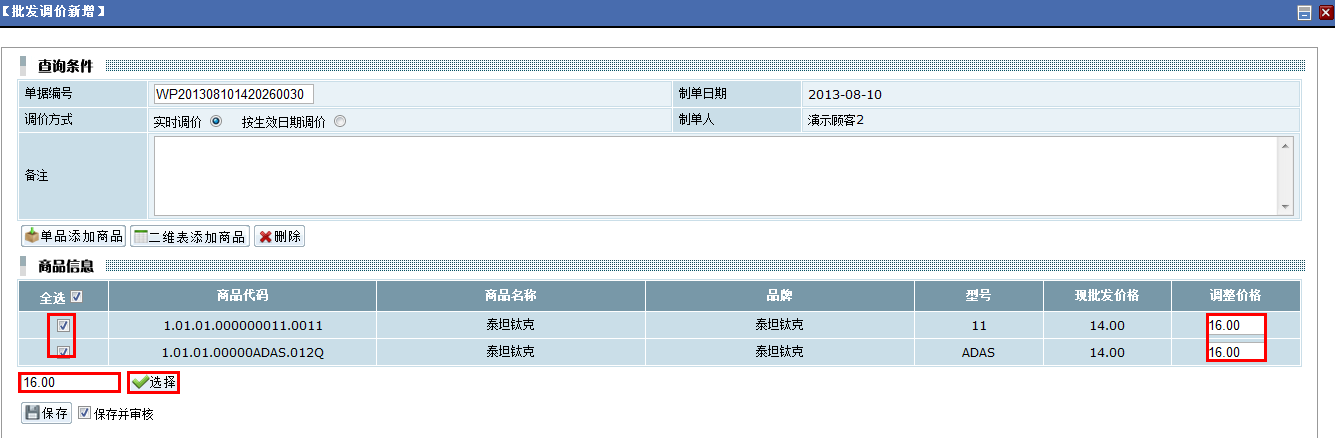 【批发调价新增】
查询条件
单据编号 WP201308101420260030 制单日期 2013-08-10
调价方式 实时调价 按生效日期调价 制单人 演示顾客2
备注
单品添加商品 二维表添加商品 删除
商品信息
全选 商品代码 商品名称 品牌 型号 现批发价格 调整价格
1.01.01.000000011.0011 泰坦钛克 泰坦钛克 11 14.00 16.00
1.01.01.00000ADAS.012Q 泰坦钛克 泰坦钛克 ADAS 14.00 16.00
16.00 选择
保存 保存并审核